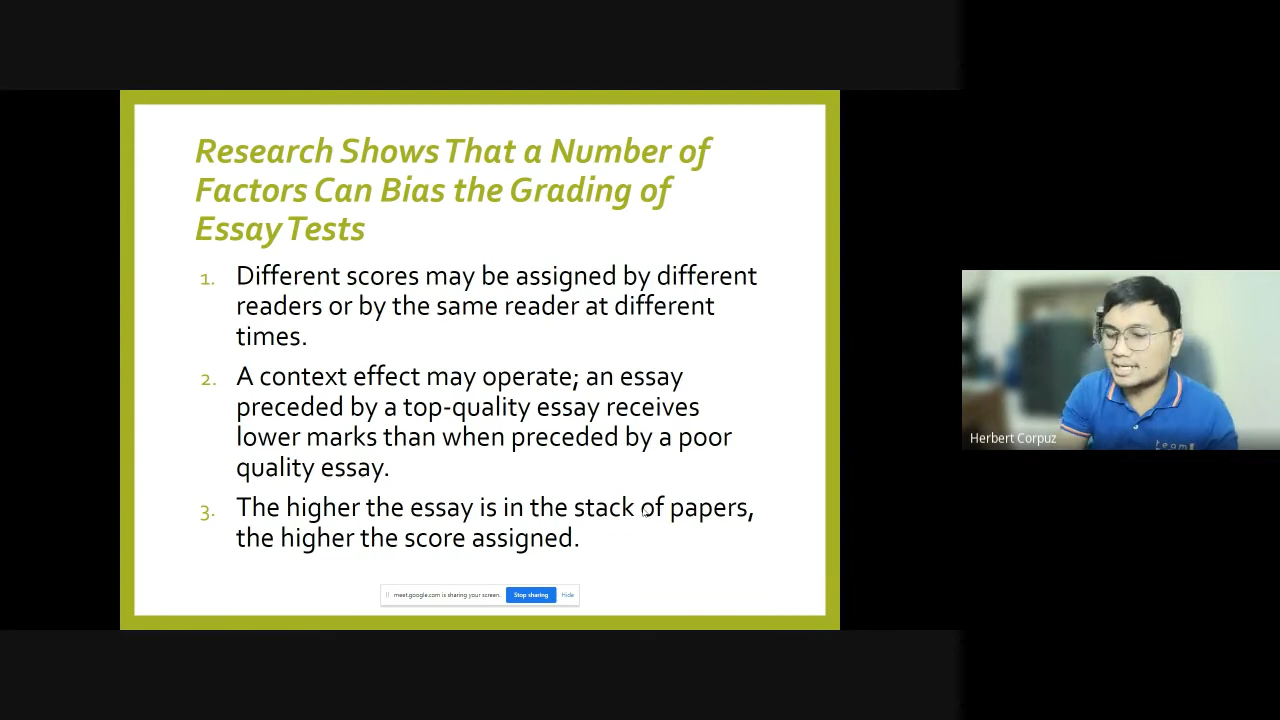 Research Shows That a Number of
Factors Can Bias the Grading of
Essay Tests
1. Different scores may be assigned by different
readers or by the same reader at different
times.
2. A context effect may operate; an essay
preceded by a top-quality essay receives
lower marks than when preceded by a poor
quality essay.
3. The higher the essay is in the stack of papers,
the higher the score assigned.
meet.google.com is sharing your screen. Stop sharing Hide
Herbert Corpuz
team